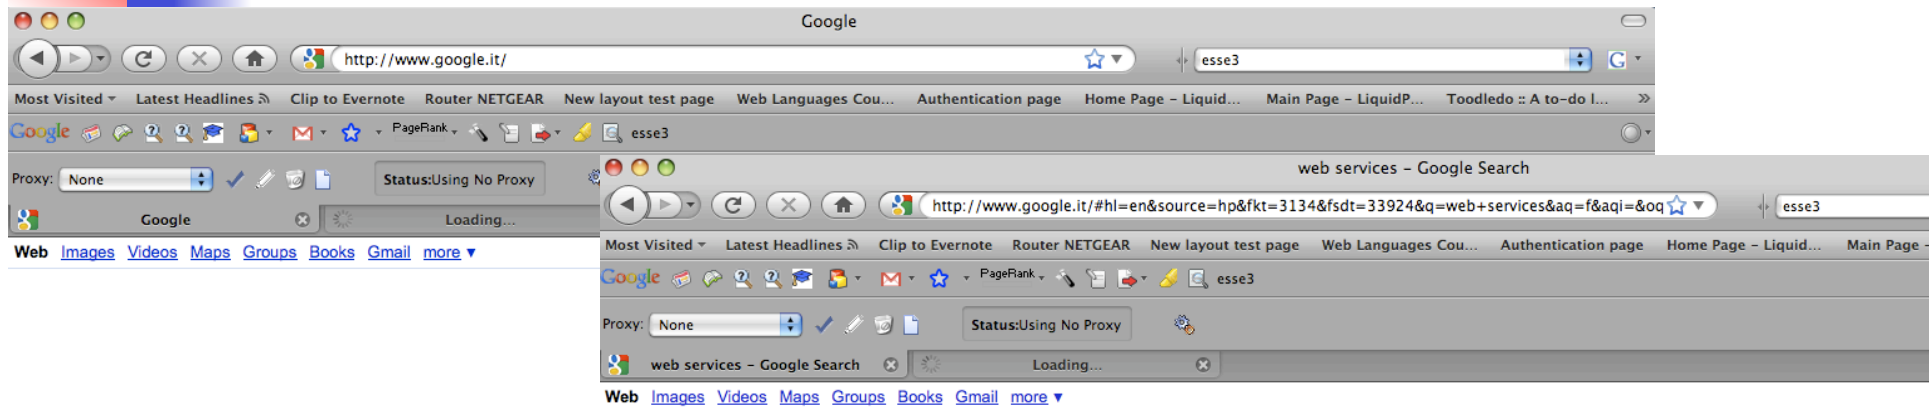 Google
http://www.google.it/
esse3
G
Most Visited Latest Headlines Clip to Evernote Router NETGEAR New layout test page Web Languages Cou... Authentication page Home Page – Liquid... Main Page – LiquidP... Toodledo :: A to-do l... »
Google PageRank esse3
Proxy: None Status:Using No Proxy
Google Loading...
Web Images Videos Maps Groups Books Gmail more ▼
web services – Google Search
http://www.google.it/#hl=en&source=hp&fkt=3134&fsdt=33924&q=web+services&aq=f&aqi=&oq
esse3
Most Visited Latest Headlines Clip to Evernote Router NETGEAR New layout test page Web Languages Cou... Authentication page Home Page – Liquid... Main Page –
Google PageRank esse3
Proxy: None Status:Using No Proxy
web services – Google Search Loading...
Web Images Videos Maps Groups Books Gmail more ▼